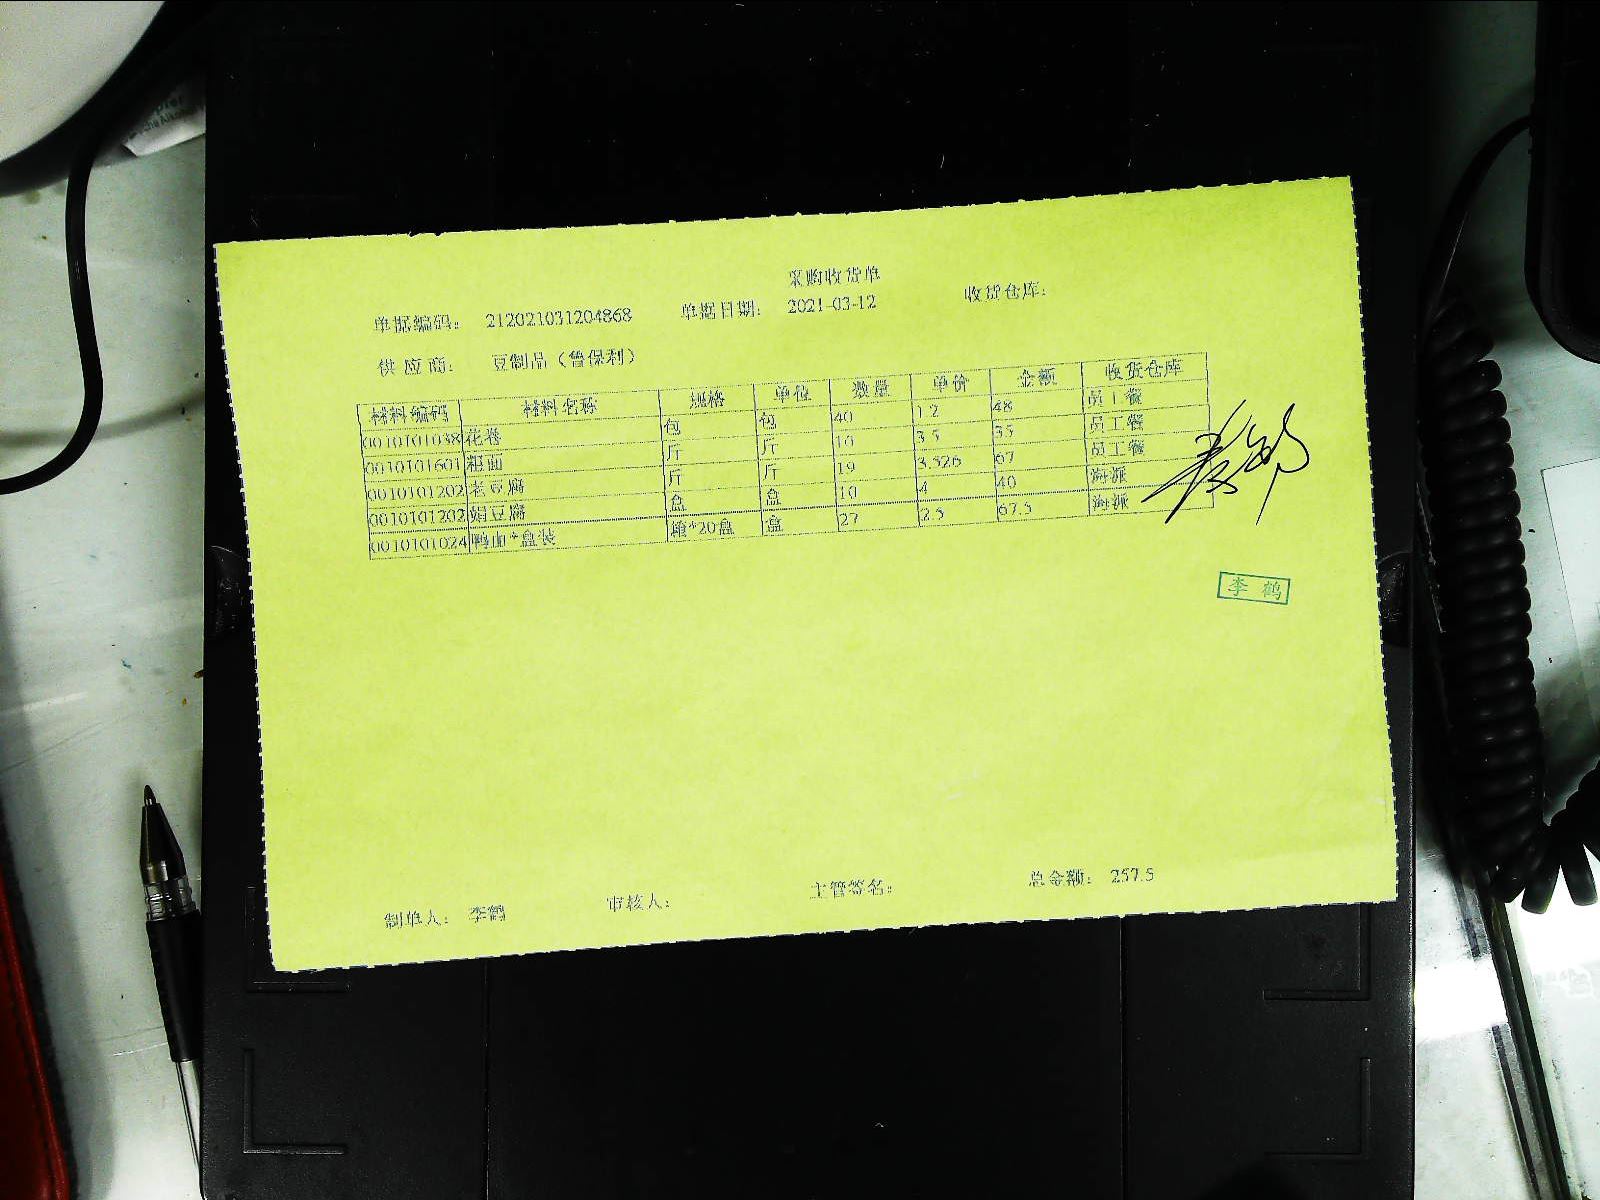 采购收货单
单据编码： 212021031204868 单据日期： 2021-03-12 收货仓库：
供应商： 豆制品（曾保利）
材料编码 材料名称 规格 单位 数量 单价 金额 收货仓库
0010101038 花卷 包 包 40 1.2 48 员工餐
0010101601 粗面 斤 斤 10 3.5 35 员工餐
0010101202 老豆腐 斤 斤 19 3.526 67 员工餐
0010101202 娟豆腐 盒 盒 10 4 40 海派
0010101024 鸭血*盒装 箱*20盒 盒 27 2.5 67.5 海派
李鹤
制单人： 李鹤 审核人： 主管签名： 总金额： 257.5